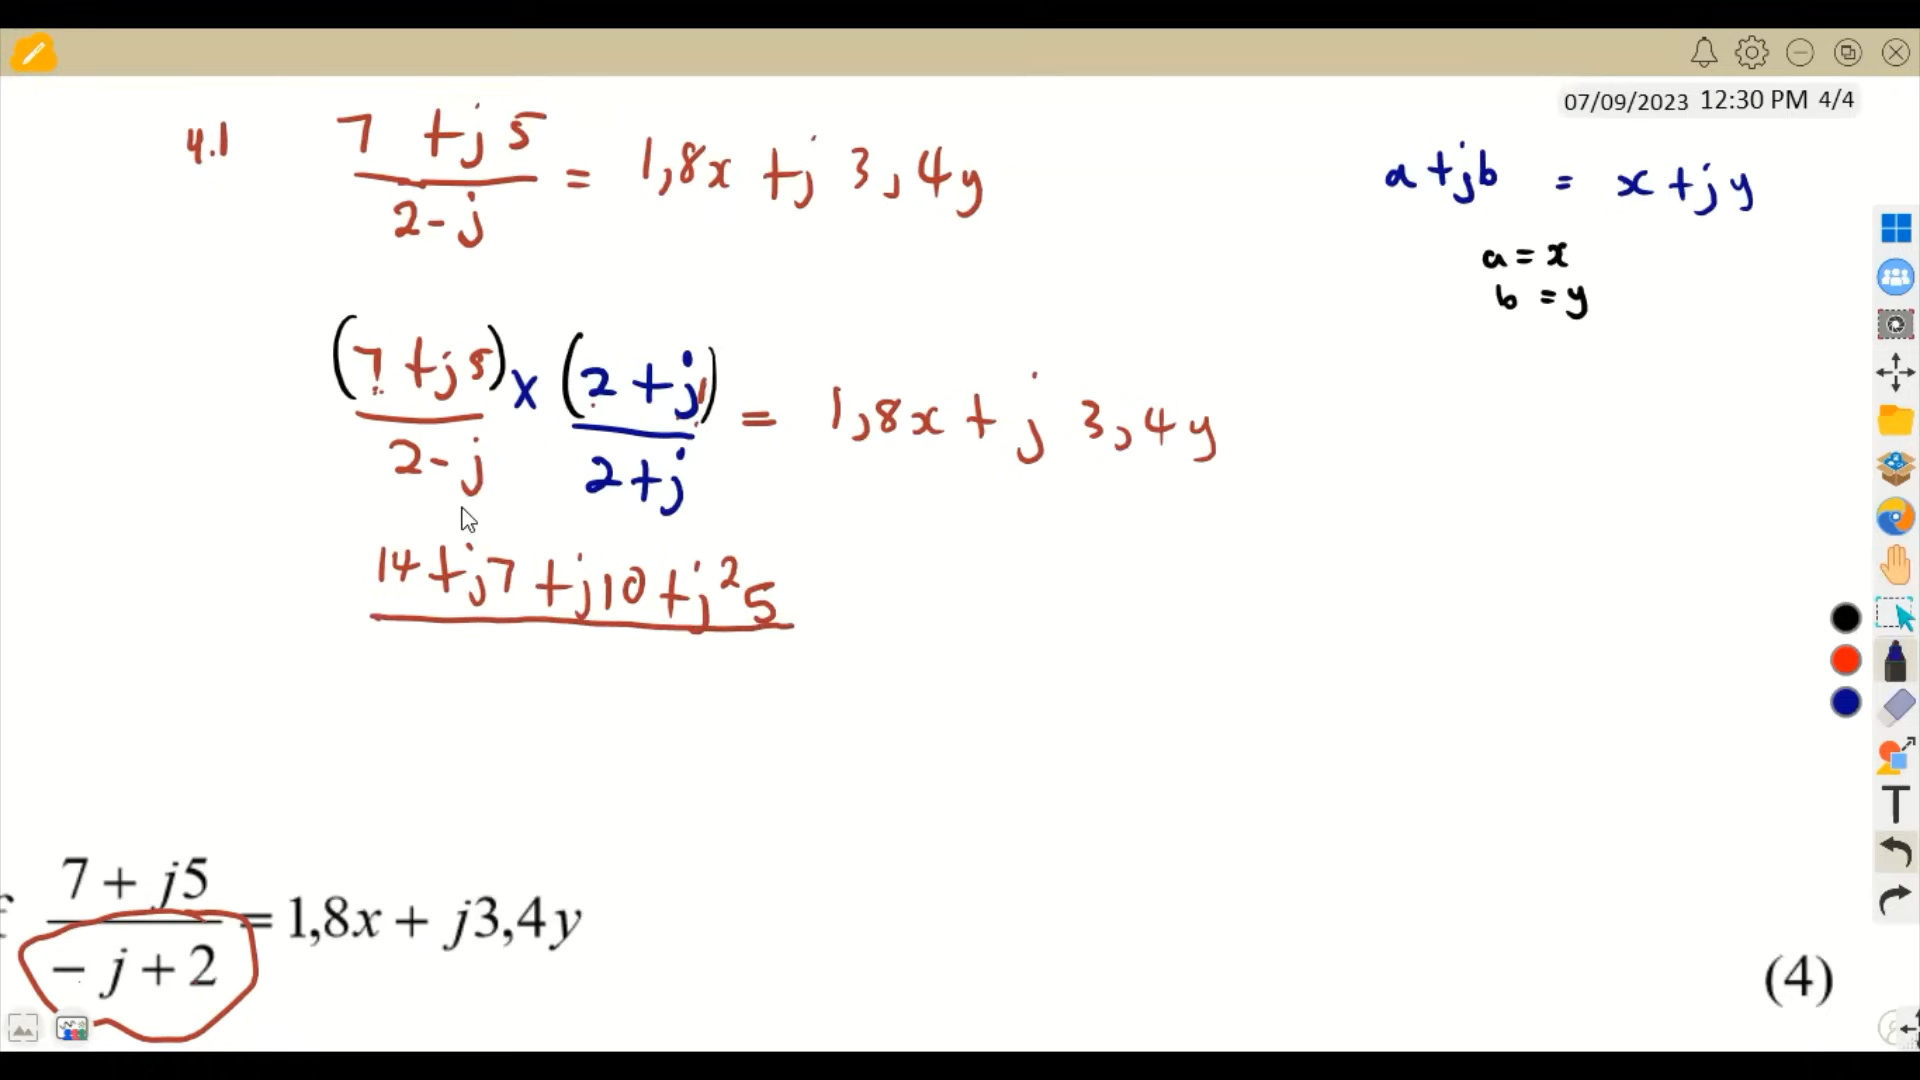 07/09/2023 12:30 PM 4/4
4.1 7 + j5 / 2 - j = 1,8x + j 3,4y
a + jb = x + jy
a = x
b = y
(7 + j5) / 2 - j x (2 + j1) / 2 + j = 1,8x + j 3,4y
14 + j7 + j10 + j²5
7 + j5 / - j + 2 = 1,8x + j3,4y
(4)
T